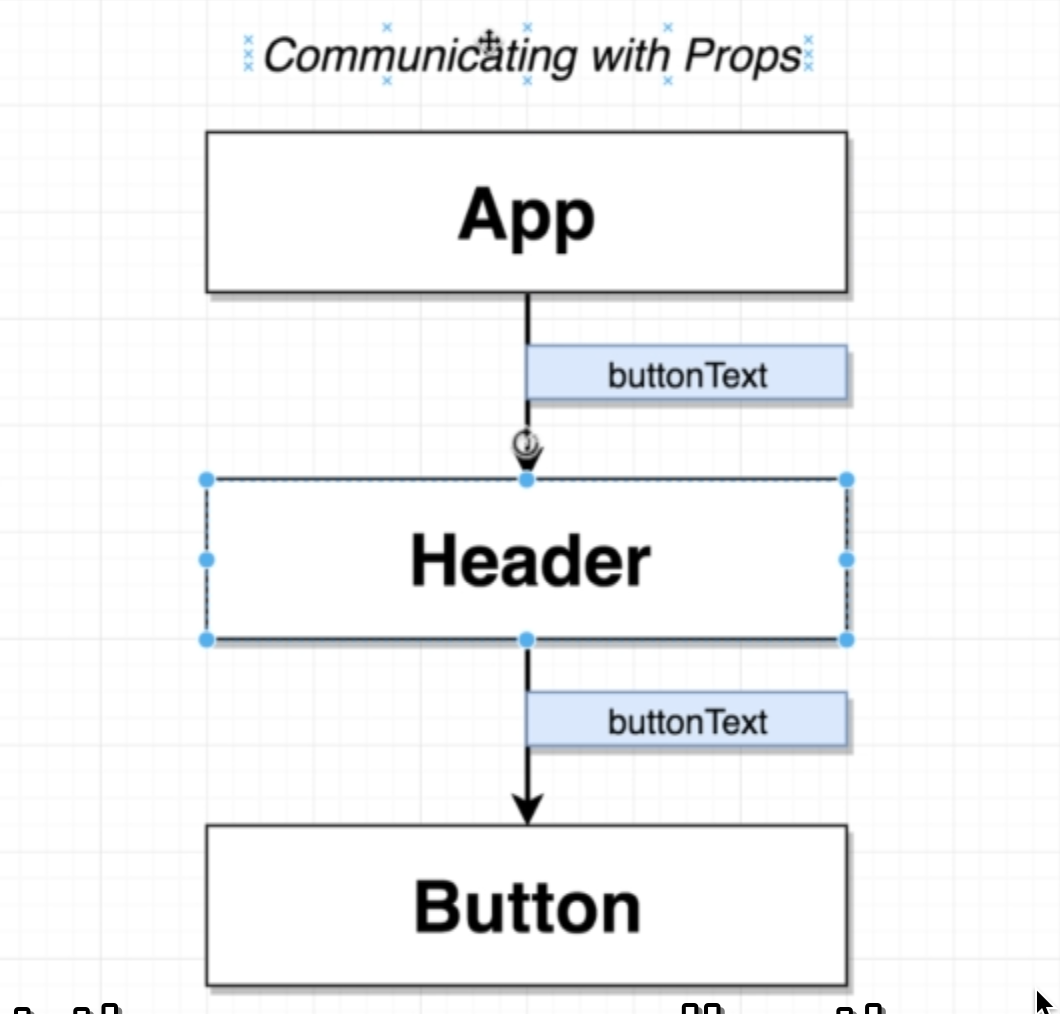 Communicating with Props
App
buttonText
Header
buttonText
Button